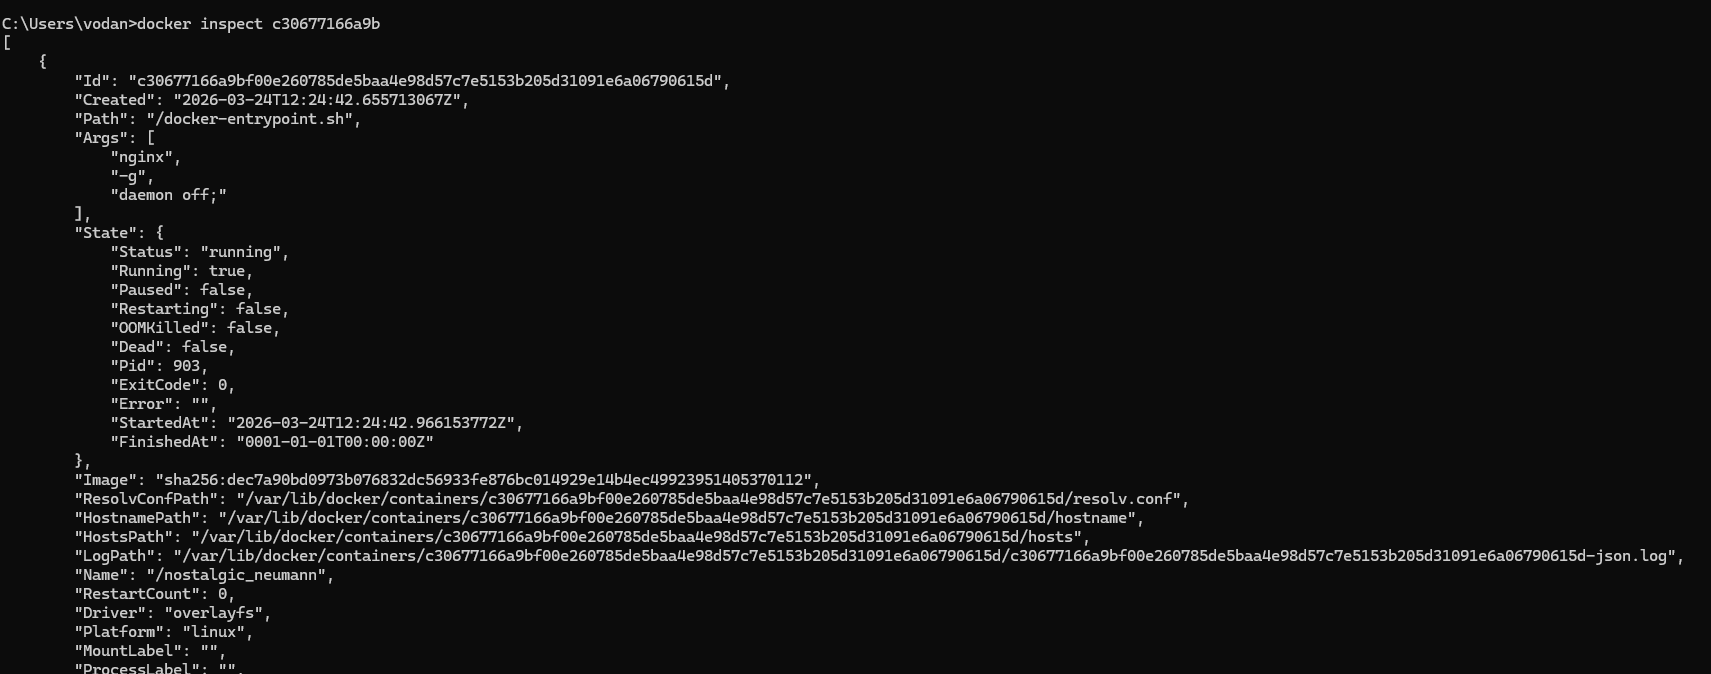 C:\Users\vodan>docker inspect c30677166a9b
[
    {
        "Id": "c30677166a9bf00e260785de5baa4e98d57c7e5153b205d31091e6a06790615d",
        "Created": "2026-03-24T12:24:42.655713067Z",
        "Path": "/docker-entrypoint.sh",
        "Args": [
            "nginx",
            "-g",
            "daemon off;"
        ],
        "State": {
            "Status": "running",
            "Running": true,
            "Paused": false,
            "Restarting": false,
            "OOMKilled": false,
            "Dead": false,
            "Pid": 903,
            "ExitCode": 0,
            "Error": "",
            "StartedAt": "2026-03-24T12:24:42.966153772Z",
            "FinishedAt": "0001-01-01T00:00:00Z"
        },
        "Image": "sha256:dec7a90bd0973b076832dc56933fe876bc014929e14b4ec49923951405370112",
        "ResolvConfPath": "/var/lib/docker/containers/c30677166a9bf00e260785de5baa4e98d57c7e5153b205d31091e6a06790615d/resolv.conf",
        "HostnamePath": "/var/lib/docker/containers/c30677166a9bf00e260785de5baa4e98d57c7e5153b205d31091e6a06790615d/hostname",
        "HostsPath": "/var/lib/docker/containers/c30677166a9bf00e260785de5baa4e98d57c7e5153b205d31091e6a06790615d/hosts",
        "LogPath": "/var/lib/docker/containers/c30677166a9bf00e260785de5baa4e98d57c7e5153b205d31091e6a06790615d/c30677166a9bf00e260785de5baa4e98d57c7e5153b205d31091e6a06790615d-json.log",
        "Name": "/nostalgic_neumann",
        "RestartCount": 0,
        "Driver": "overlayfs",
        "Platform": "linux",
        "MountLabel": "",
        "ProcessLabel": "",